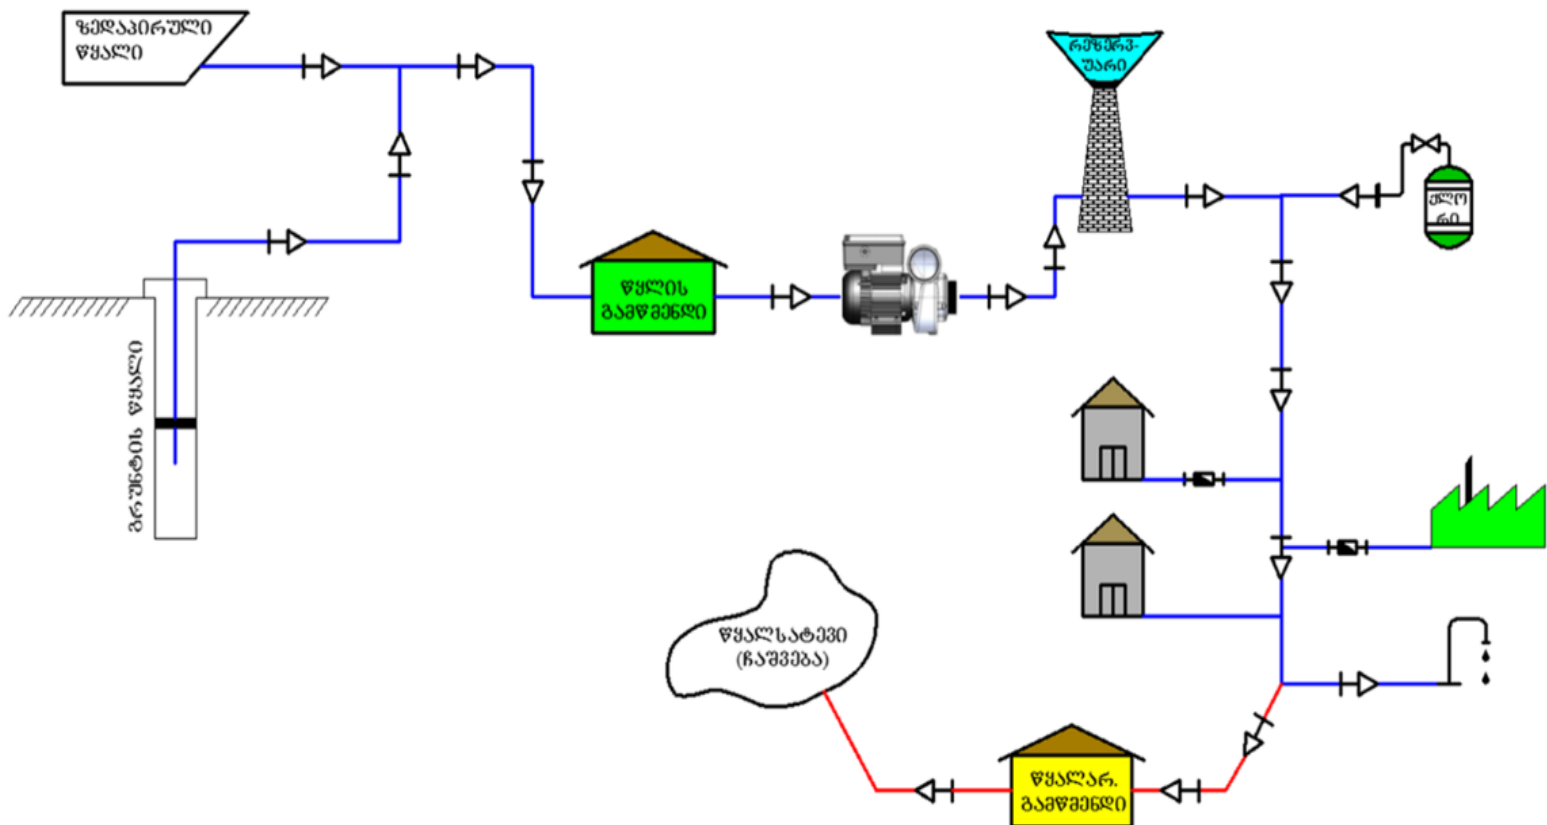 ზედაპირული
წყალი
რეზერვ-
უარი
ქლო
რი
წყლის
გამწმენდი
გრუნტის წყალი
წყალსატევი
(ჩაშვება)
წყალარ.
გამწმენდი